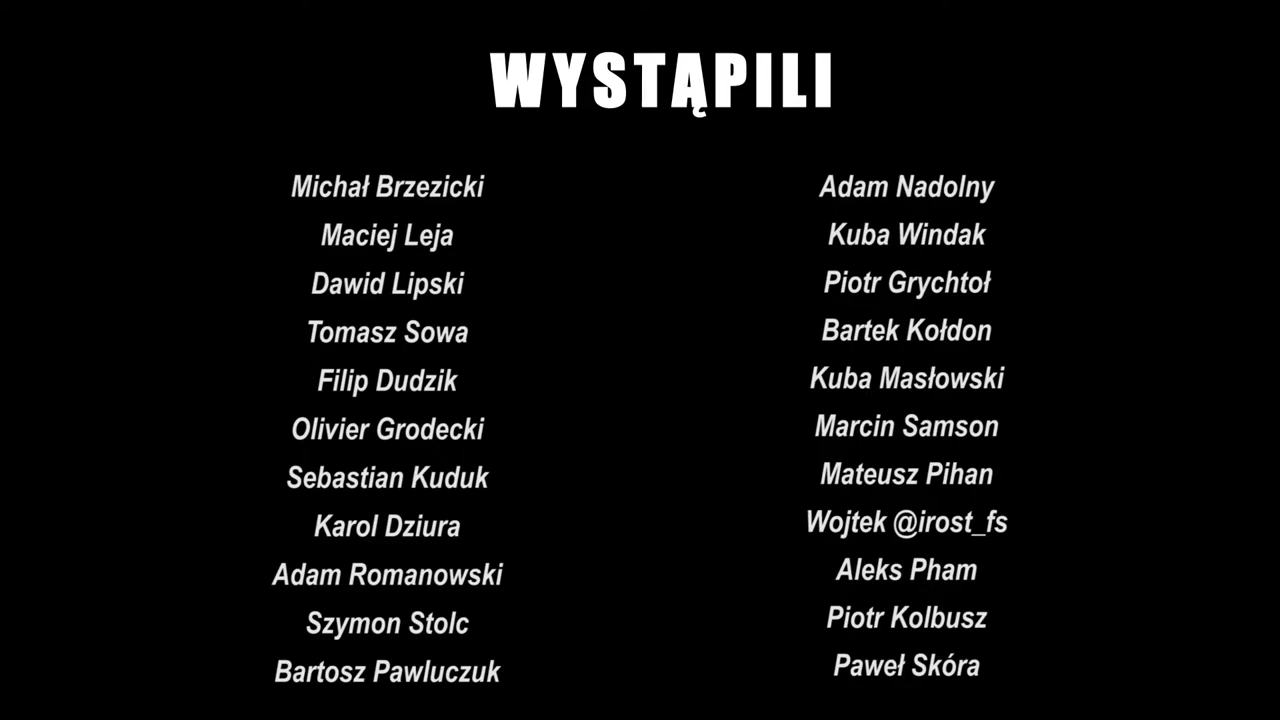 WYSTĄPILI
Michał Brzezicki
Maciej Leja
Dawid Lipski
Tomasz Sowa
Filip Dudzik
Olivier Grodecki
Sebastian Kuduk
Karol Dziura
Adam Romanowski
Szymon Stolc
Bartosz Pawluczuk
Adam Nadolny
Kuba Windak
Piotr Grychtoł
Bartek Kołdon
Kuba Masłowski
Marcin Samson
Mateusz Pihan
Wojtek @irost_fs
Aleks Pham
Piotr Kolbusz
Paweł Skóra